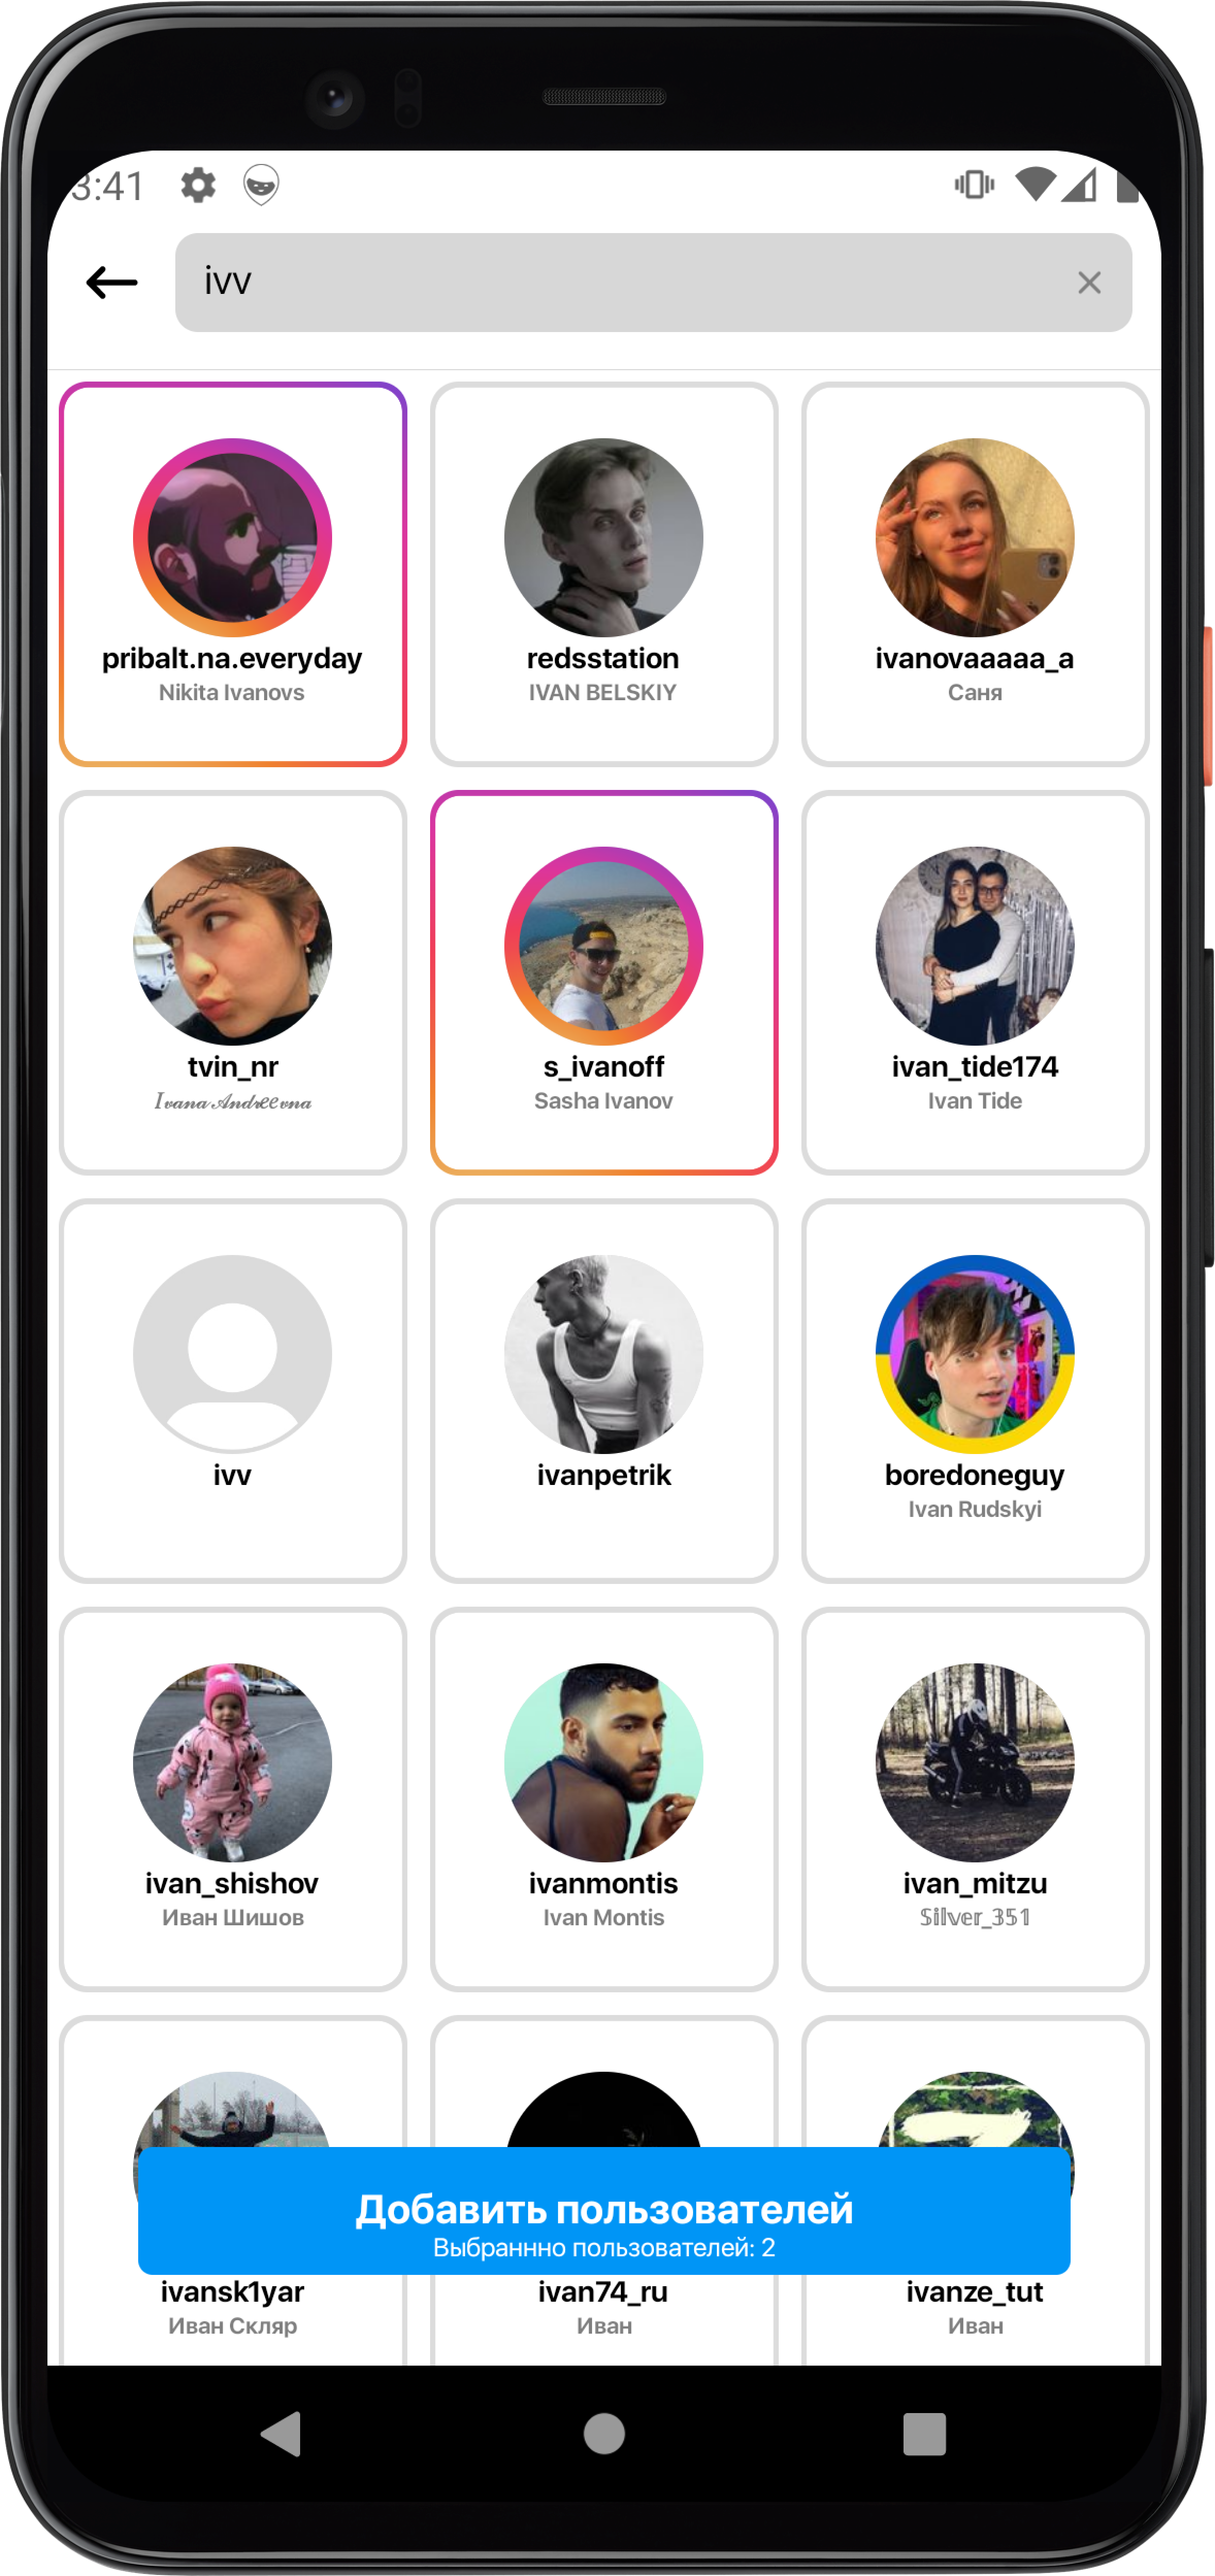 3:41
ivv
pribalt.na.everyday
Nikita Ivanovs
redsstation
IVAN BELSKIY
ivanovaaaaa_a
Саня
tvin_nr
𝐼𝓋𝒶𝓃𝒶 𝒜𝓃𝒹𝓇𝑒𝑒𝓋𝓃𝒶
s_ivanoff
Sasha Ivanov
ivan_tide174
Ivan Tide
ivv
ivanpetrik
boredoneguy
Ivan Rudskyi
ivan_shishov
Иван Шишов
ivanmontis
Ivan Montis
ivan_mitzu
𝕊𝕚𝕝𝕧𝕖𝕣_𝟛𝟝𝟙
Добавить пользователей
Выбраннно пользователей: 2
ivansk1yar
Иван Скляр
ivan74_ru
Иван
ivanze_tut
Иван